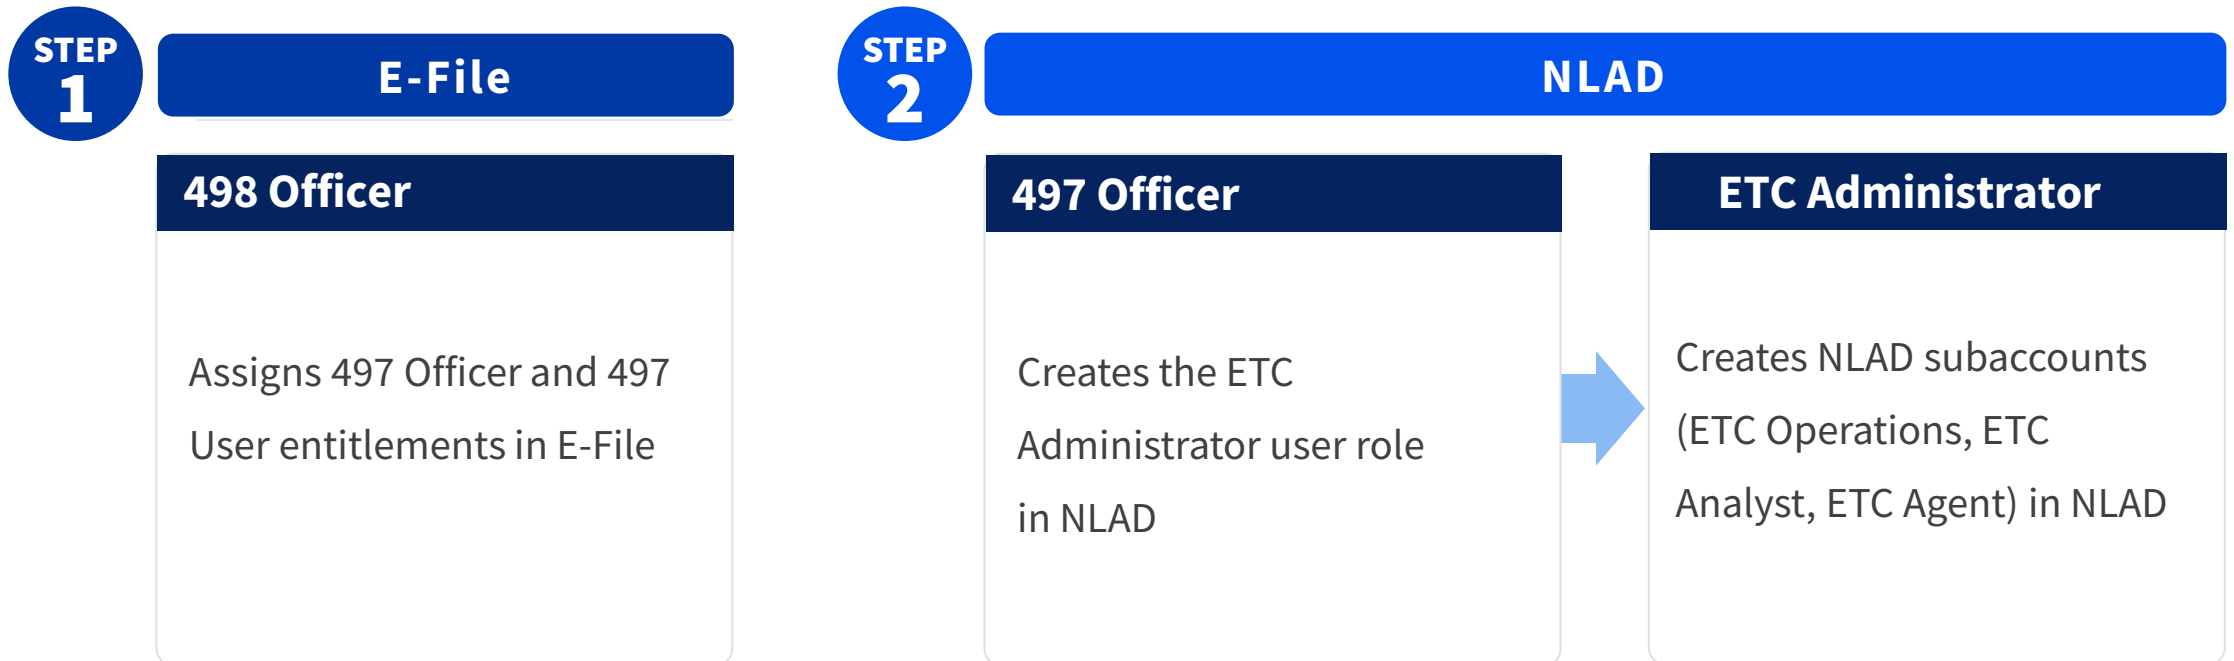 STEP
1
E-File
498 Officer
Assigns 497 Officer and 497
User entitlements in E-File
STEP
2
NLAD
497 Officer
Creates the ETC
Administrator user role
in NLAD
ETC Administrator
Creates NLAD subaccounts
(ETC Operations, ETC
Analyst, ETC Agent) in NLAD